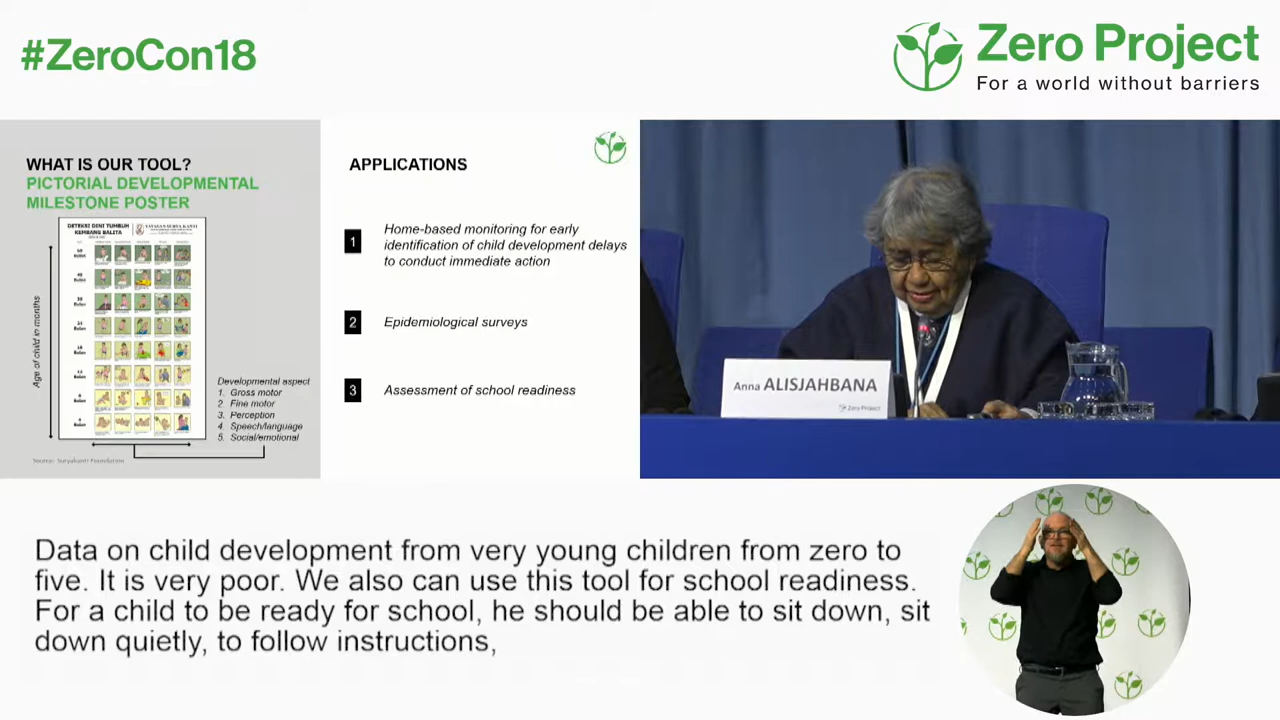 #ZeroCon18
Zero Project
For a world without barriers
WHAT IS OUR TOOL?
PICTORIAL DEVELOPMENTAL
MILESTONE POSTER
DETEKSI DINI TUMBUH
KEMBANG BALITA
YAYASAN SURYA KANTI
Age of child in months
Developmental aspect
1. Gross motor
2. Fine motor
3. Perception
4. Speech/language
5. Social/emotional
Source: Suryakanti Foundation
APPLICATIONS
1 Home-based monitoring for early
identification of child development delays
to conduct immediate action
2 Epidemiological surveys
3 Assessment of school readiness
Anna ALISJAHBANA
Zero Project
Data on child development from very young children from zero to
five. It is very poor. We also can use this tool for school readiness.
For a child to be ready for school, he should be able to sit down, sit
down quietly, to follow instructions,